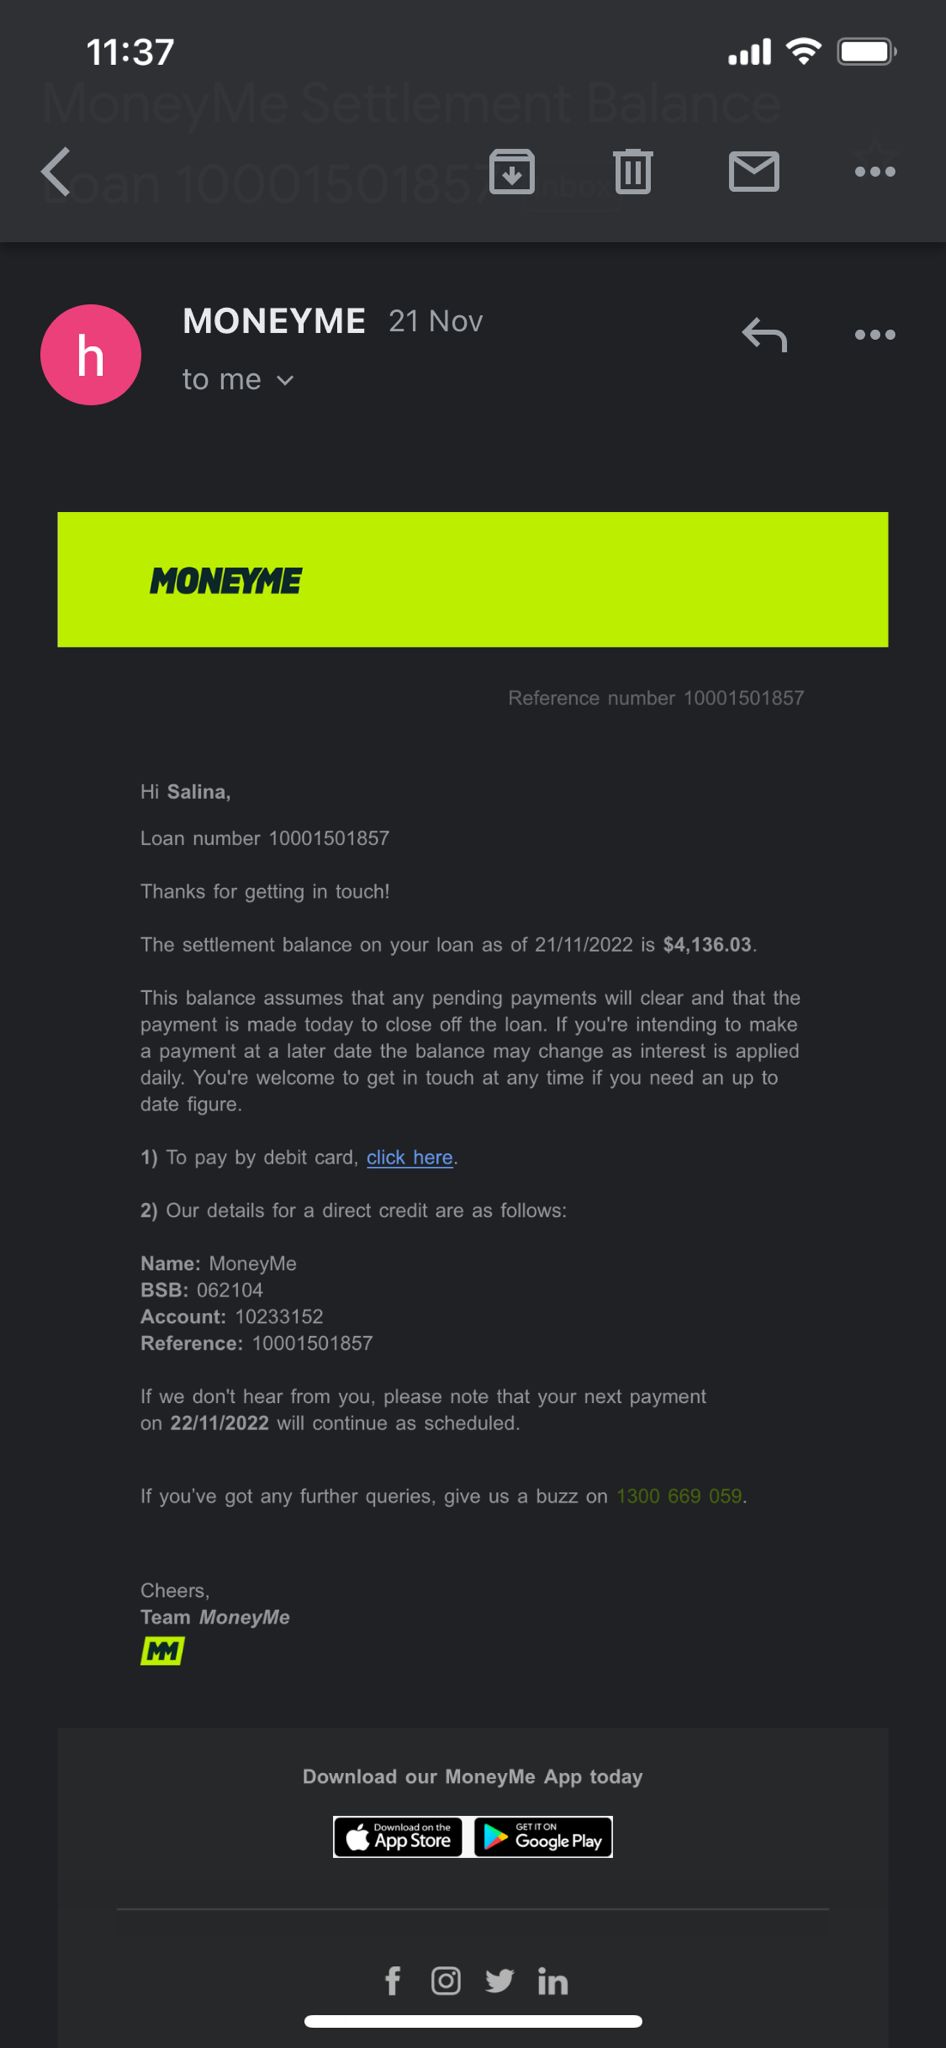 11:37
MoneyMe Settlement Balance
Loan 10001501857 Inbox
h
MONEYME 21 Nov
to me
MONEYME
Reference number 10001501857
Hi Salina,
Loan number 10001501857
Thanks for getting in touch!
The settlement balance on your loan as of 21/11/2022 is $4,136.03.
This balance assumes that any pending payments will clear and that the
payment is made today to close off the loan. If you're intending to make
a payment at a later date the balance may change as interest is applied
daily. You're welcome to get in touch at any time if you need an up to
date figure.
1) To pay by debit card, click here.
2) Our details for a direct credit are as follows:
Name: MoneyMe
BSB: 062104
Account: 10233152
Reference: 10001501857
If we don't hear from you, please note that your next payment
on 22/11/2022 will continue as scheduled.
If you've got any further queries, give us a buzz on 1300 669 059.
Cheers,
Team MoneyMe
MM
Download our MoneyMe App today
Download on the
App Store
GET IT ON
Google Play